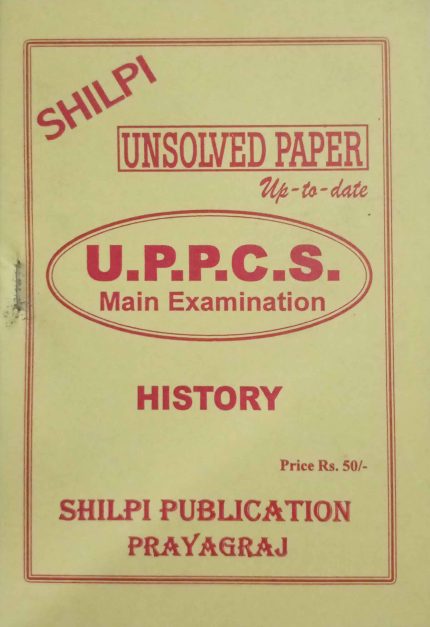 SHILPI
UNSOLVED PAPER
Up-to-date
U.P.P.C.S.
Main Examination
HISTORY
Price Rs. 50/-
SHILPI PUBLICATION
PRAYAGRAJ